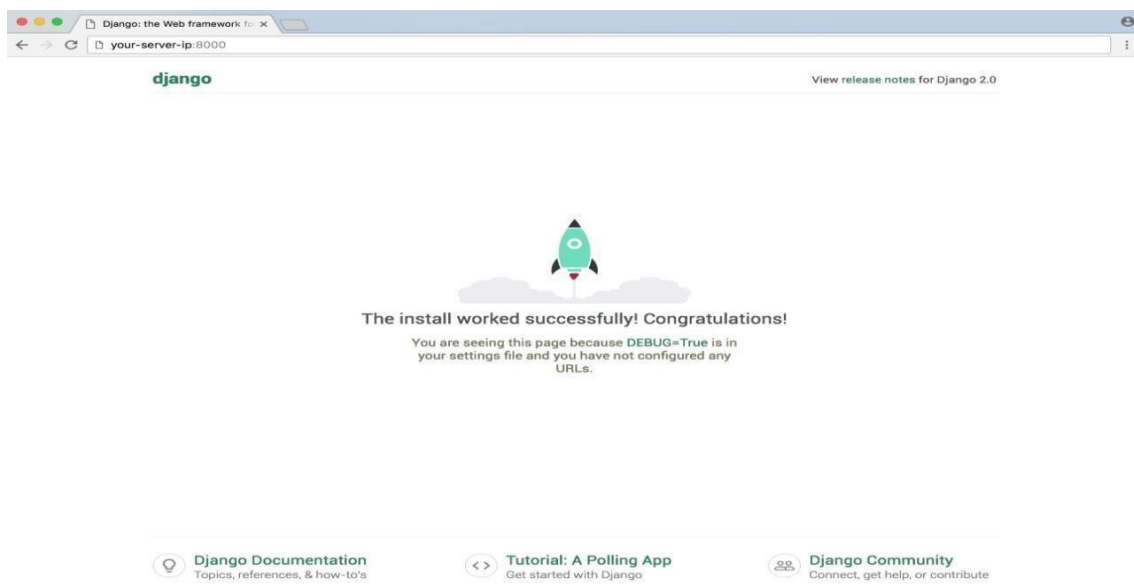 Django: the Web framework fo
your-server-ip:8000
django
View release notes for Django 2.0
The install worked successfully! Congratulations!
You are seeing this page because DEBUG=True is in
your settings file and you have not configured any
URLs.
Django Documentation
Topics, references, & how-to's
Tutorial: A Polling App
Get started with Django
Django Community
Connect, get help, or contribute